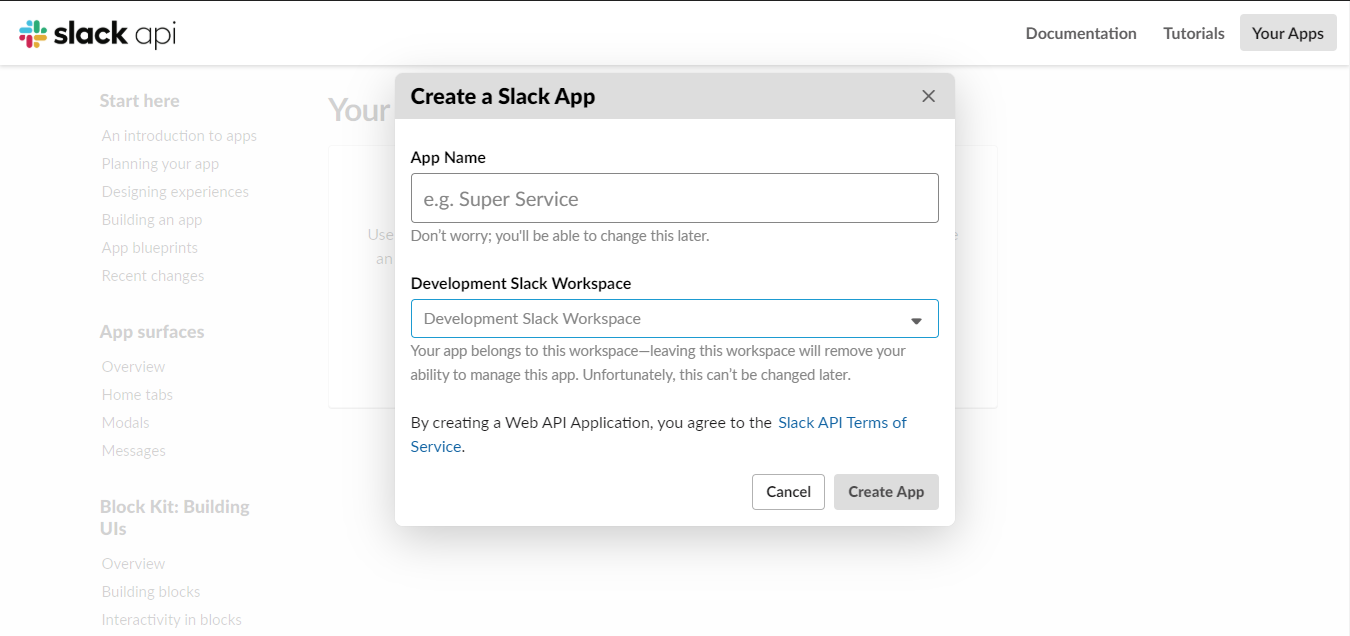 slack api
Documentation
Tutorials
Your Apps
Start here
An introduction to apps
Planning your app
Designing experiences
Building an app
App blueprints
Recent changes
App surfaces
Overview
Home tabs
Modals
Messages
Block Kit: Building
UIs
Overview
Building blocks
Interactivity in blocks
Your
Use
an
Create a Slack App
App Name
e.g. Super Service
Don’t worry; you'll be able to change this later.
Development Slack Workspace
Development Slack Workspace
Your app belongs to this workspace—leaving this workspace will remove your
ability to manage this app. Unfortunately, this can’t be changed later.
By creating a Web API Application, you agree to the Slack API Terms of
Service.
Cancel
Create App